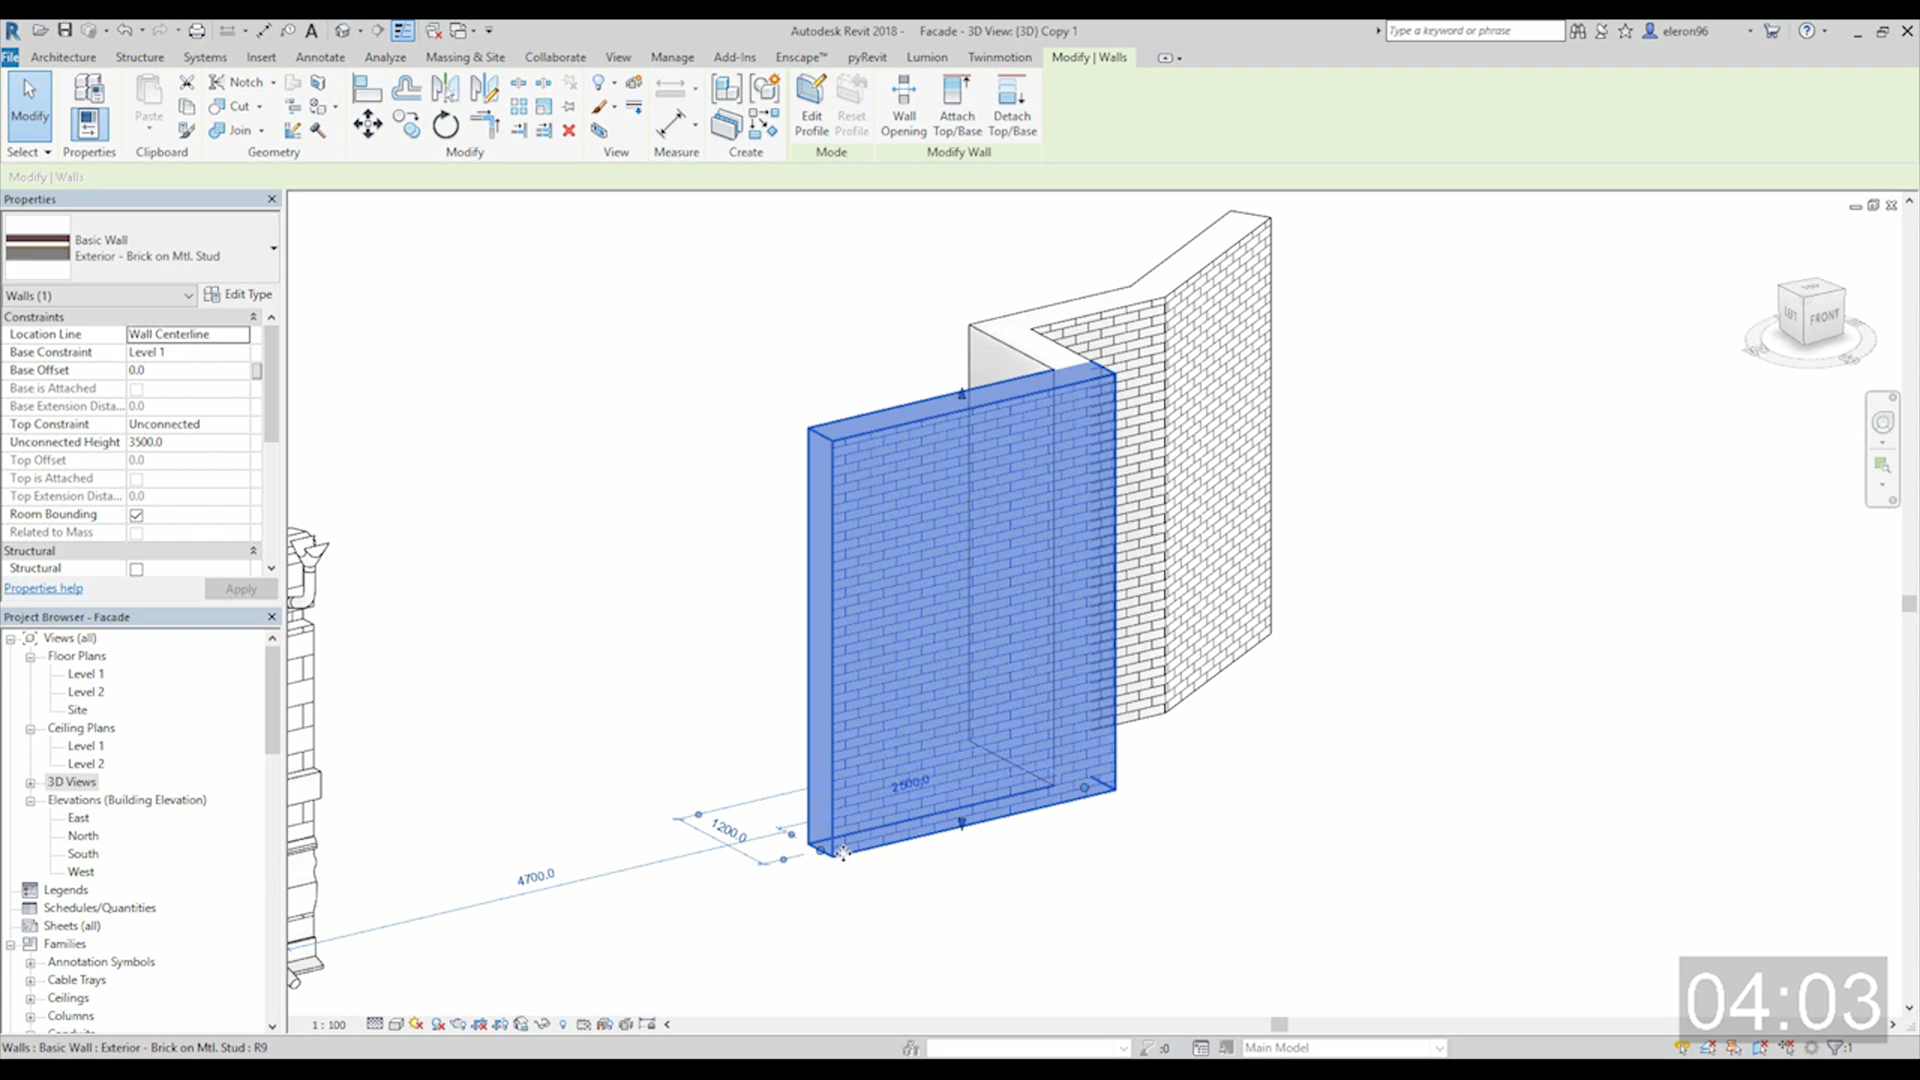 Autodesk Revit 2018 - Facade - 3D View: {3D} Copy 1
Type a keyword or phrase
eleron96
File Architecture Structure Systems Insert Annotate Analyze Massing & Site Collaborate View Manage Add-Ins Enscape™ pyRevit Lumion Twinmotion Modify | Walls
Modify
Paste
Notch
Cut
Join
Edit Profile
Reset Profile
Wall Opening
Attach Top/Base
Detach Top/Base
Select Properties Clipboard Geometry Modify View Measure Create Mode Modify Wall
Modify | Walls
Properties
Basic Wall
Exterior - Brick on Mtl. Stud
Walls (1) Edit Type
Constraints
Location Line Wall Centerline
Base Constraint Level 1
Base Offset 0.0
Base is Attached
Base Extension Dista... 0.0
Top Constraint Unconnected
Unconnected Height 3500.0
Top Offset 0.0
Top is Attached
Top Extension Dista... 0.0
Room Bounding
Related to Mass
Structural
Structural
Properties help Apply
Project Browser - Facade
Views (all)
Floor Plans
Level 1
Level 2
Site
Ceiling Plans
Level 1
Level 2
3D Views
Elevations (Building Elevation)
East
North
South
West
Legends
Schedules/Quantities
Sheets (all)
Families
Annotation Symbols
Cable Trays
Ceilings
Columns
LEFT
FRONT
2500,0
1200,0
4700,0
1 : 100
04:03
Walls : Basic Wall : Exterior - Brick on Mtl. Stud : R9
:0
Main Model
:1